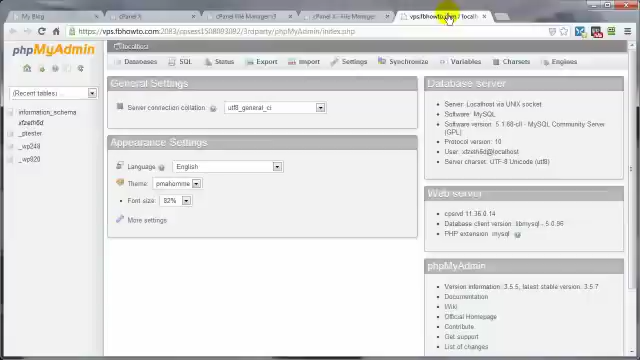 My Blog
cPanel X
cPanel File Manager v3
cPanel X - File Manager
vps.fbhowto.com / localh
https://vps.fbhowto.com:2083/cpsess1508093092/3rdparty/phpMyAdmin/index.php
phpMyAdmin
(Recent tables) ...
information_schema
xfzeth6d
_ptester
_wp248
_wp820
localhost
Databases
SQL
Status
Export
Import
Settings
Synchronize
Variables
Charsets
Engines
General Settings
Server connection collation
utf8_general_ci
Appearance Settings
Language
English
Theme:
pmahomme
Font size:
82%
More settings
Database server
Server: Localhost via UNIX socket
Software: MySQL
Software version: 5.1.68-cll - MySQL Community Server
(GPL)
Protocol version: 10
User: xfzeth6d@localhost
Server charset: UTF-8 Unicode (utf8)
Web server
cpsrvd 11.36.0.14
Database client version: libmysql - 5.0.96
PHP extension: mysql
phpMyAdmin
Version information: 3.5.5, latest stable version: 3.5.7
Documentation
Wiki
Official Homepage
Contribute
Get support
List of changes